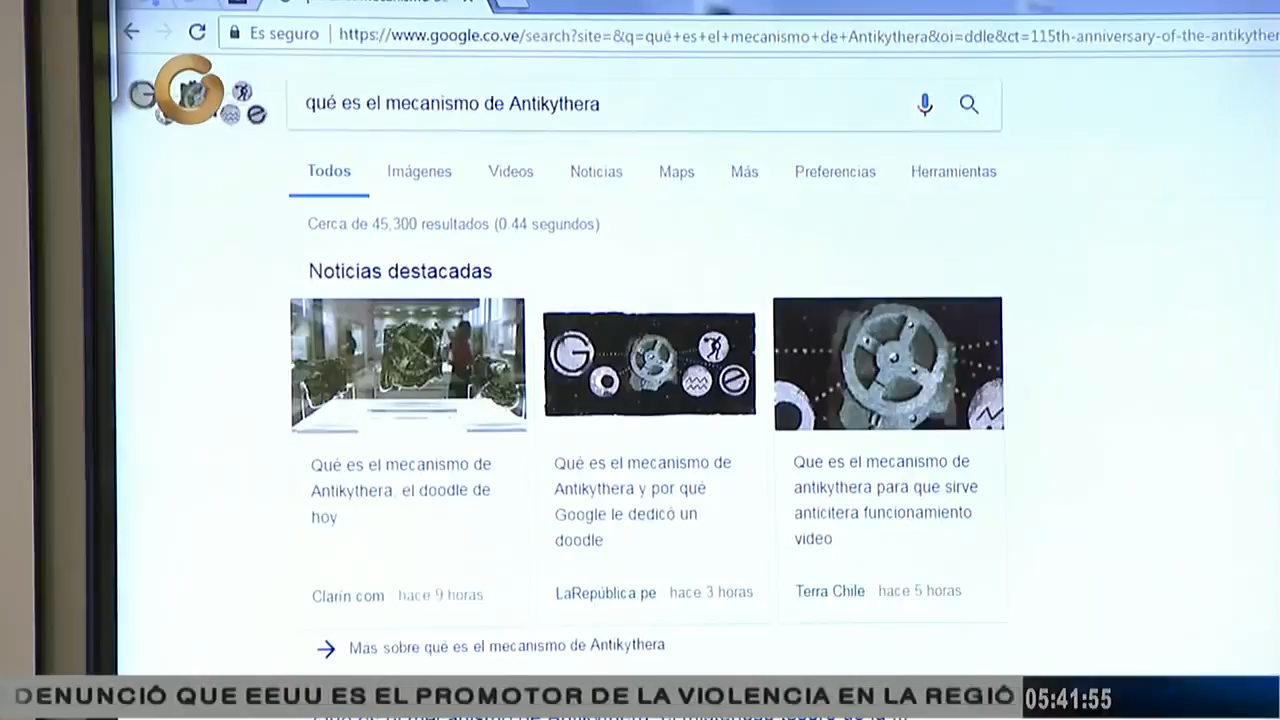 Es seguro
https://www.google.co.ve/search?site=&q=qué+es+el+mecanismo+de+Antikythera&oi=ddle&ct=115th-anniversary-of-the-antikyther
qué es el mecanismo de Antikythera
Todos Imágenes Videos Noticias Maps Más Preferencias Herramientas
Cerca de 45,300 resultados (0.44 segundos)
Noticias destacadas
Qué es el mecanismo de
Antikythera, el doodle de
hoy
Clarín com hace 9 horas
Qué es el mecanismo de
Antikythera y por qué
Google le dedicó un
doodle
LaRepública pe hace 3 horas
Que es el mecanismo de
antikythera para que sirve
anticitera funcionamiento
video
Terra Chile hace 5 horas
Más sobre qué es el mecanismo de Antikythera
DENUNCIÓ QUE EEUU ES EL PROMOTOR DE LA VIOLENCIA EN LA REGIÓ
05:41:55